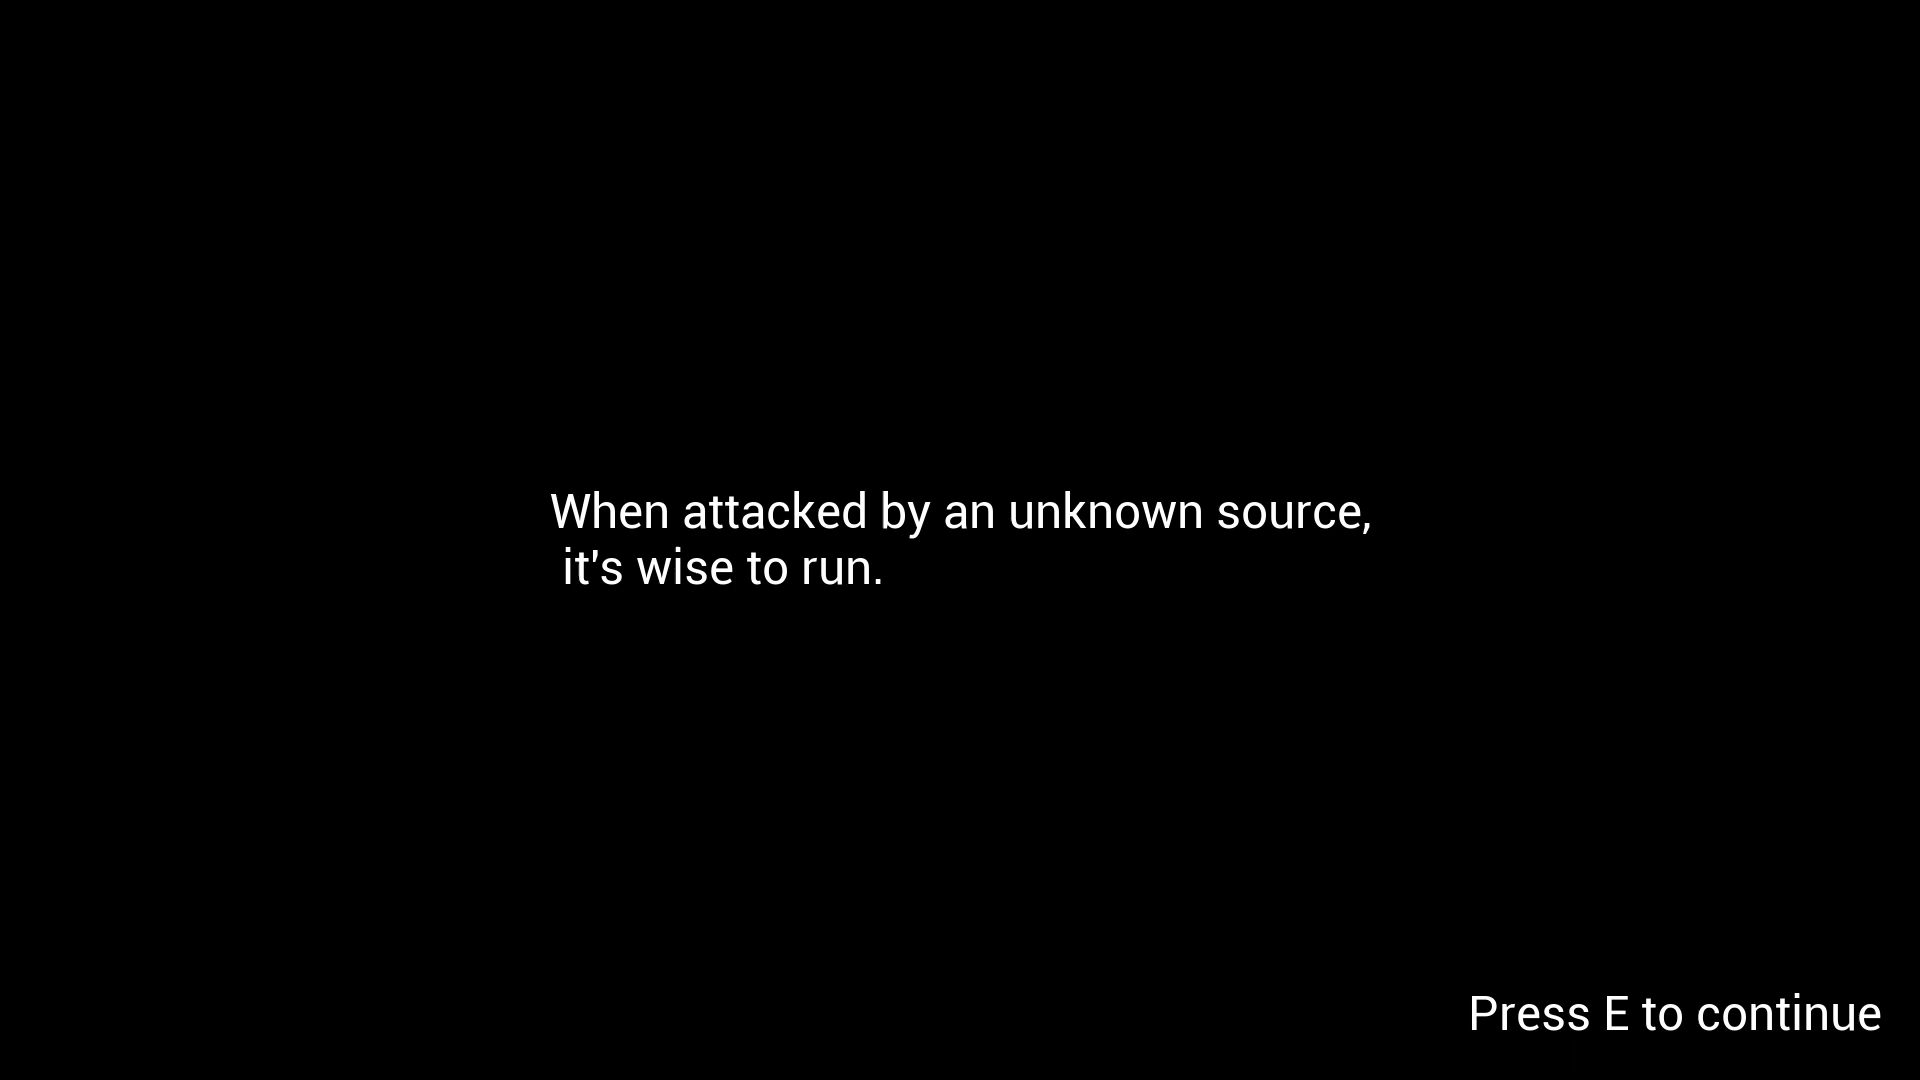 When attacked by an unknown source,
it's wise to run.
Press E to continue